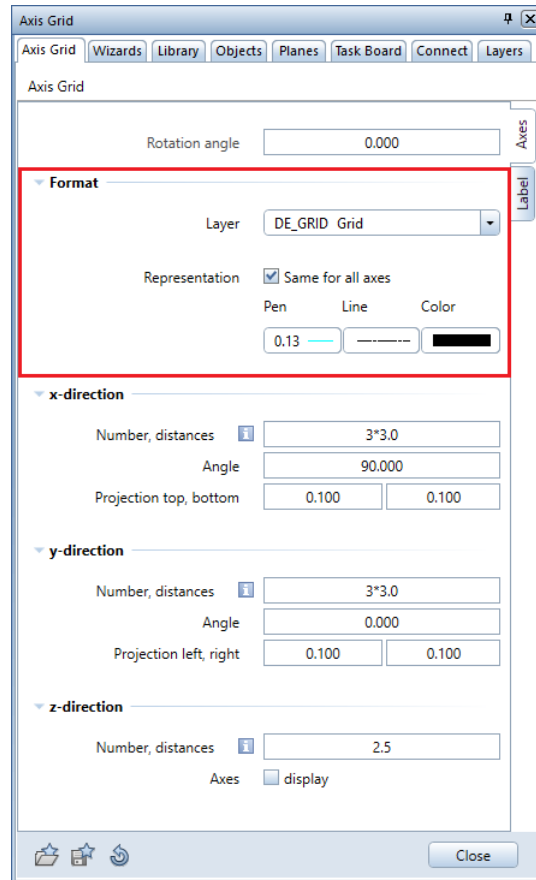 Axis Grid
Axis Grid Wizards Library Objects Planes Task Board Connect Layers
Axis Grid
Axes
Label
Rotation angle 0.000
Format
Layer DE_GRID Grid
Representation Same for all axes
Pen Line Color
0.13
x-direction
Number, distances i 3*3.0
Angle 90.000
Projection top, bottom 0.100 0.100
y-direction
Number, distances i 3*3.0
Angle 0.000
Projection left, right 0.100 0.100
z-direction
Number, distances i 2.5
Axes display
Close